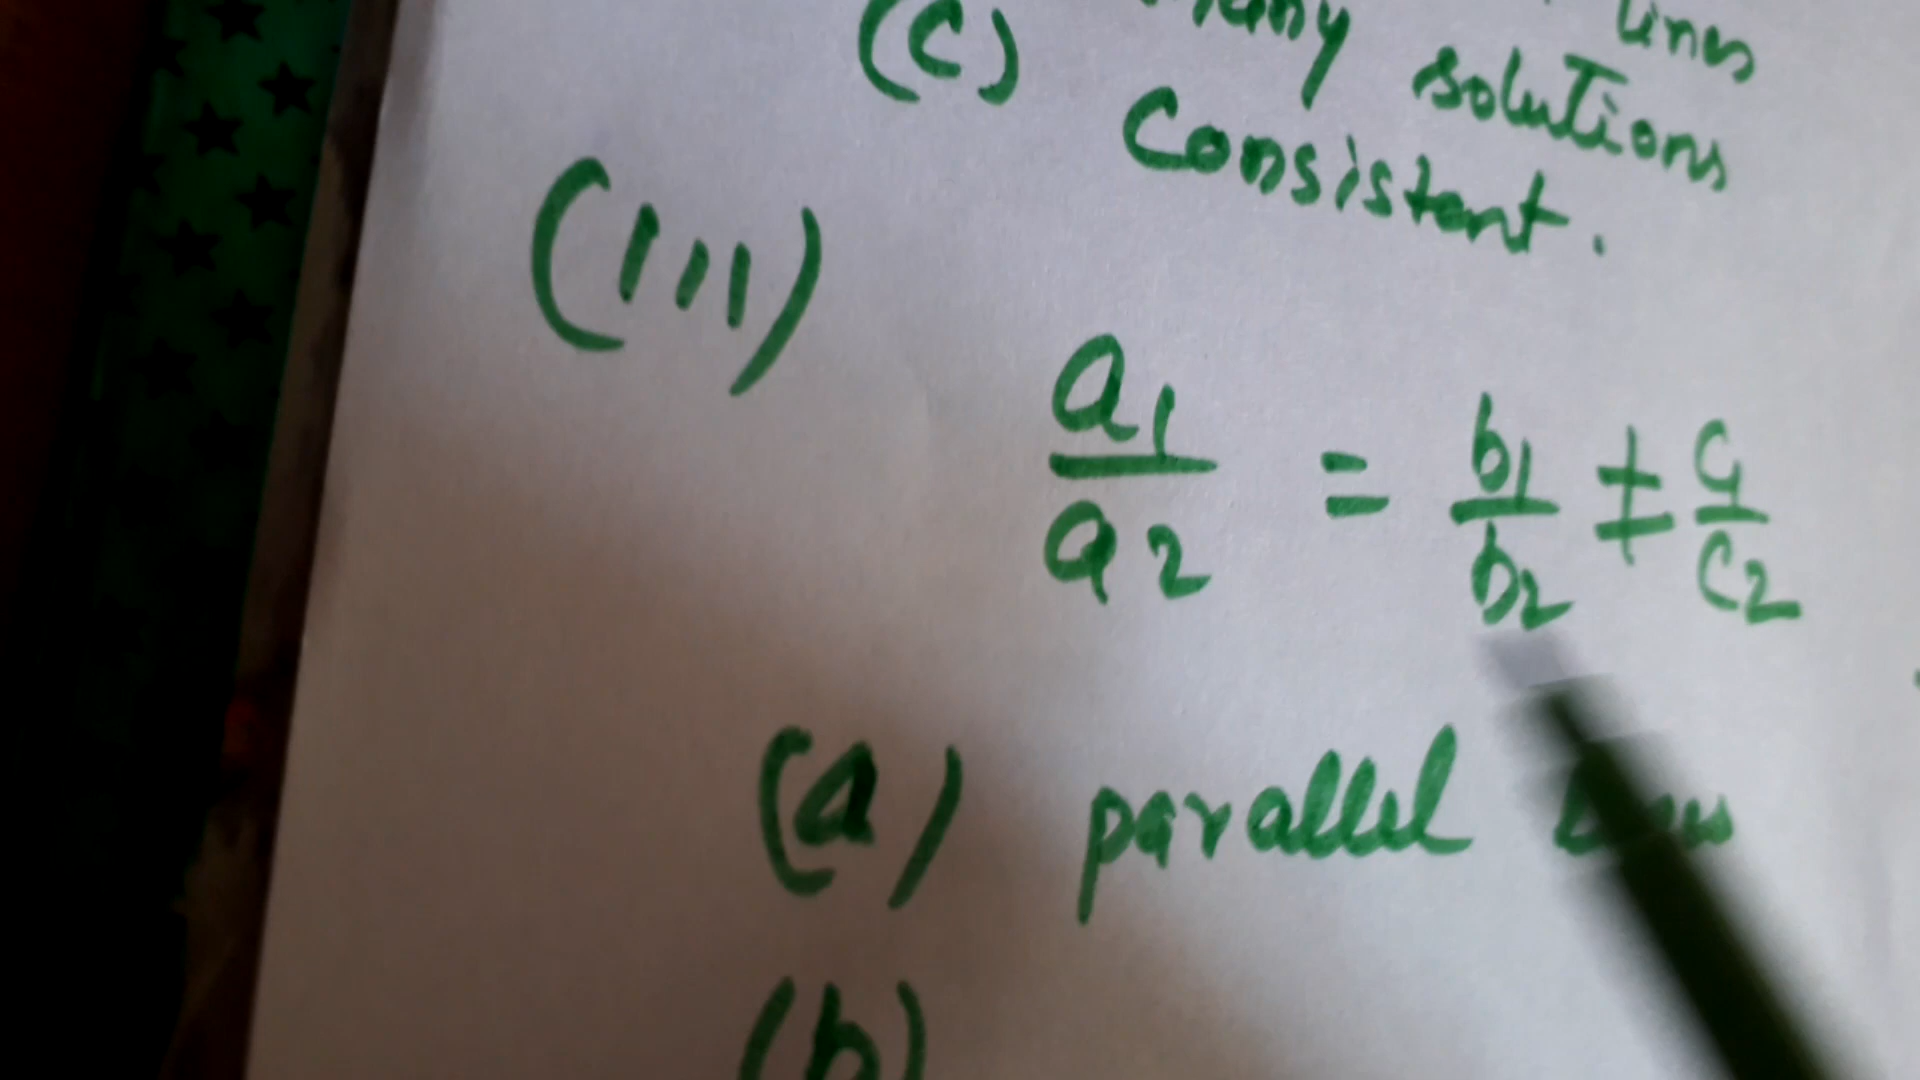 lines
many solutions
(C) Consistent.
(III)
a1/a2 = b1/b2 ≠ c1/c2
(a) parallel
(b)